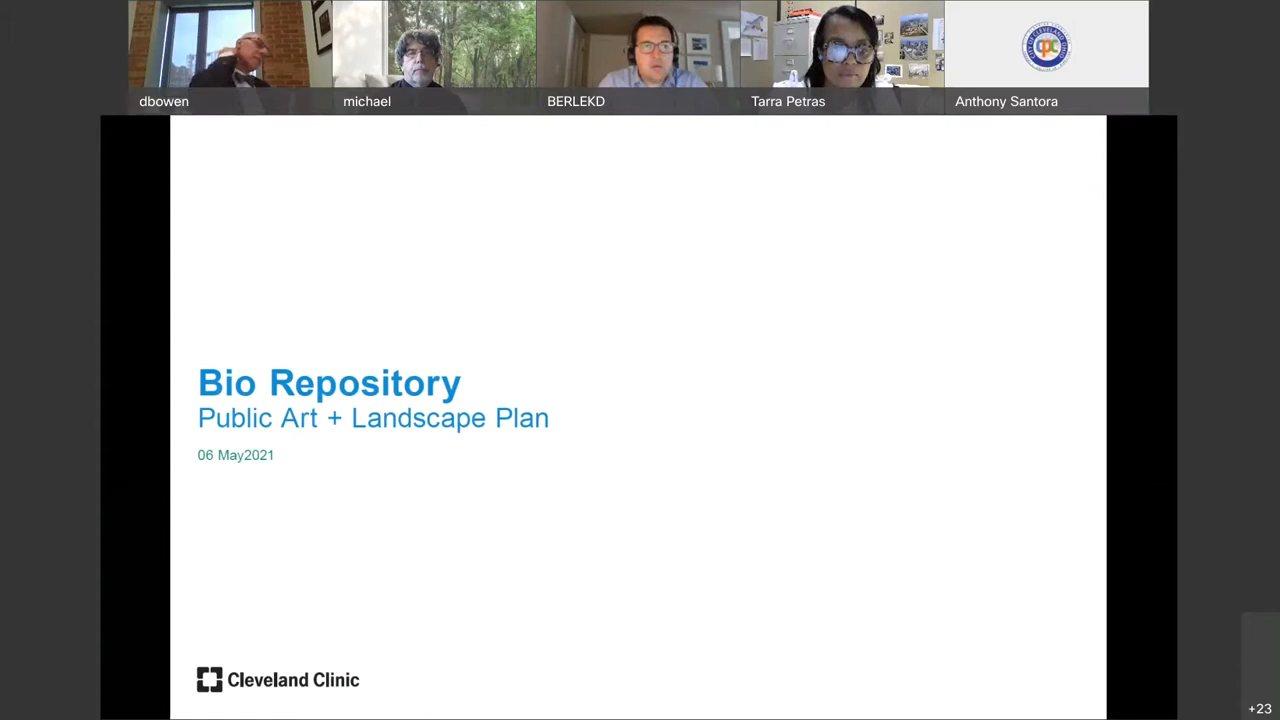 dbowen
michael
BERLEKD
Tarra Petras
Anthony Santora
Bio Repository
Public Art + Landscape Plan
06 May2021
Cleveland Clinic
+23